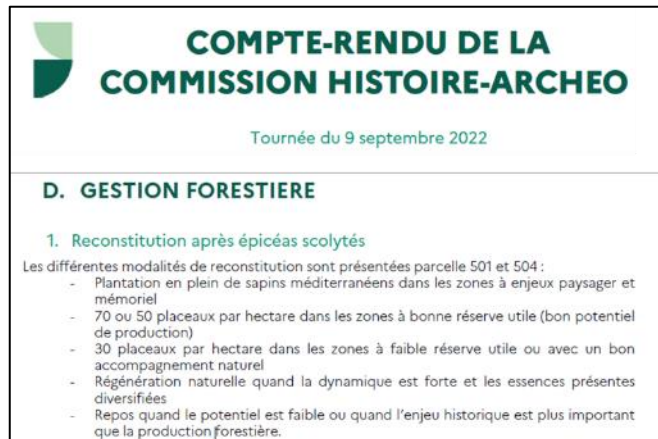 COMPTE-RENDU DE LA
COMMISSION HISTOIRE-ARCHEO
Tournée du 9 septembre 2022
D. GESTION FORESTIERE
1. Reconstitution après épicéas scolytés
Les différentes modalités de reconstitution sont présentées parcelle 501 et 504 :
- Plantation en plein de sapins méditerranéens dans les zones à enjeux paysager et
mémoriel
- 70 ou 50 placeaux par hectare dans les zones à bonne réserve utile (bon potentiel
de production)
- 30 placeaux par hectare dans les zones à faible réserve utile ou avec un bon
accompagnement naturel
- Régénération naturelle quand la dynamique est forte et les essences présentes
diversifiées
- Repos quand le potentiel est faible ou quand l'enjeu historique est plus important
que la production forestière.